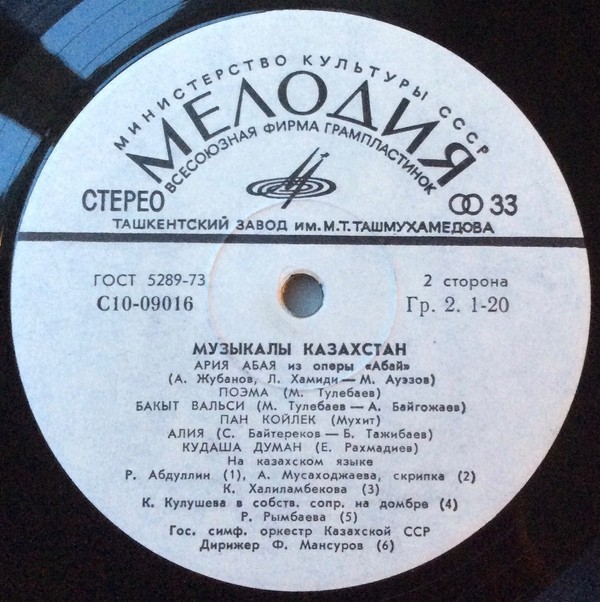 МИНИСТЕРСТВО КУЛЬТУРЫ СССР
МЕЛОДИЯ
ВСЕСОЮЗНАЯ ФИРМА ГРАМПЛАСТИНОК
СТЕРЕО 33
ТАШКЕНТСКИЙ ЗАВОД им. М. Т. ТАШМУХАМЕДОВА
ГОСТ 5289-73 2 сторона
С10-09016 Гр. 2. 1-20
МУЗЫКАЛЫ КАЗАХСТАН
АРИЯ АБАЯ из оперы «Абай»
(А. Жубанов, Л. Хамиди — М. Ауэзов)
ПОЭМА (М. Тулебаев)
БАКЫТ ВАЛЬСИ (М. Тулебаев — А. Байгожаев)
ПАН КОЙЛЕК (Мухит)
АЛИЯ (С. Байтереков — Б. Тажибаев)
КУДАША ДУМАН (Е. Рахмадиев)
На казахском языке
Р. Абдуллин (1), А. Мусаходжаева, скрипка (2)
К. Халиламбекова (3)
К. Кулушева в собств. сопр. на домбре (4)
Р. Рымбаева (5)
Гос. симф. оркестр Казахской ССР
Дирижер Ф. Мансуров (6)